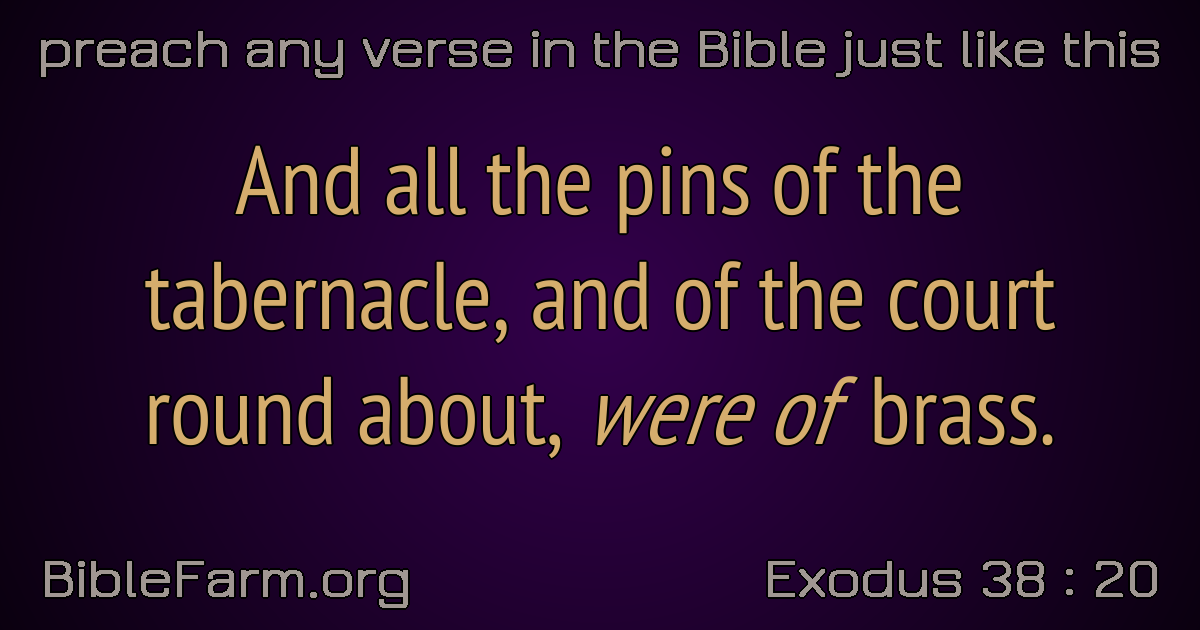 preach any verse in the Bible just like this
And all the pins of the
tabernacle, and of the court
round about, were of brass.
BibleFarm.org
Exodus 38 : 20